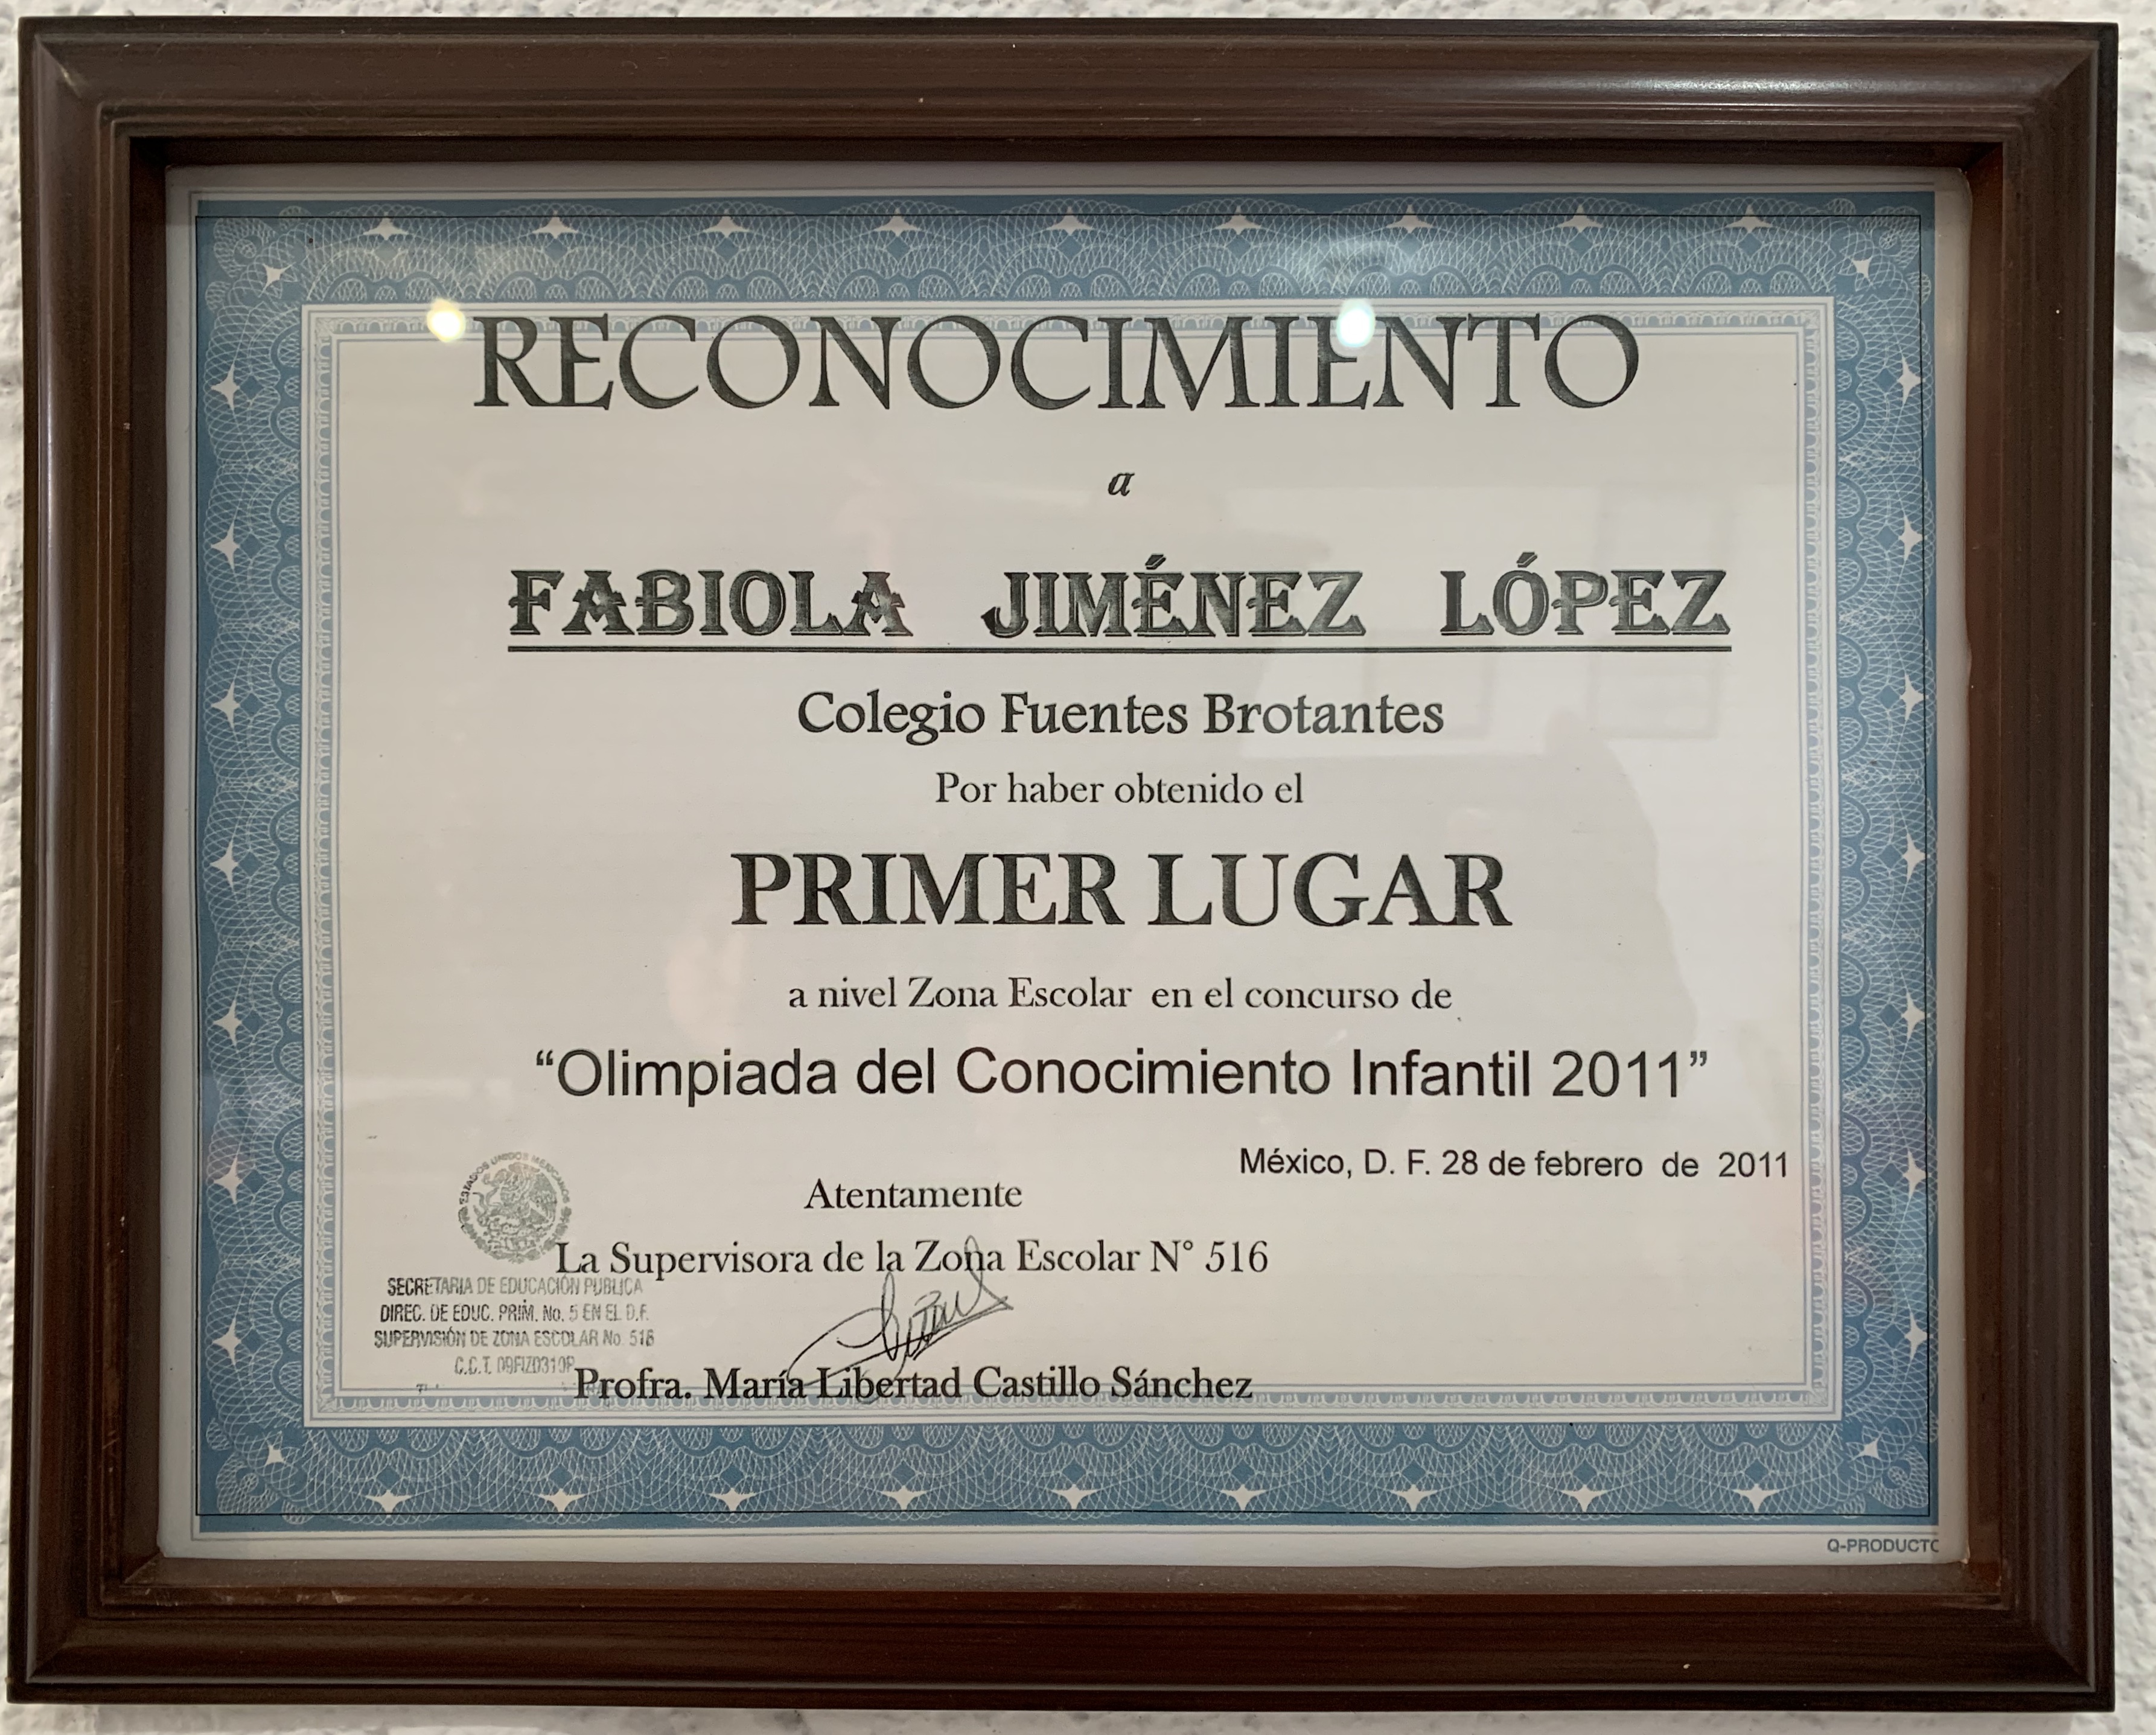 RECONOCIMIENTO
a
FABIOLA JIMÉNEZ LÓPEZ
Colegio Fuentes Brotantes
Por haber obtenido el
PRIMER LUGAR
a nivel Zona Escolar en el concurso de
“Olimpiada del Conocimiento Infantil 2011”
México, D. F. 28 de febrero de 2011
Atentamente
La Supervisora de la Zona Escolar N° 516
ESTADOS UNIDOS MEXICANOS
SECRETARIA DE EDUCACIÓN PUBLICA
DIREC. DE EDUC. PRIM. No. 5 EN EL D.F.
SUPERVISIÓN DE ZONA ESCOLAR No. 516
C.C.T.
Profra. María Libertad Castillo Sánchez
Q-PRODUCTO